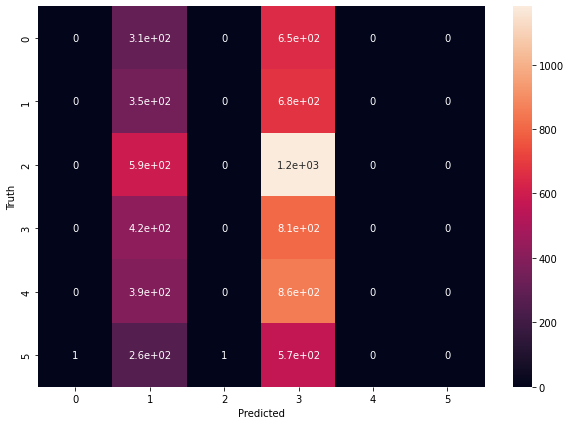 0 0 3.1e+02 0 6.5e+02 0 0
1 0 3.5e+02 0 6.8e+02 0 0
2 0 5.9e+02 0 1.2e+03 0 0
3 0 4.2e+02 0 8.1e+02 0 0
4 0 3.9e+02 0 8.6e+02 0 0
5 1 2.6e+02 1 5.7e+02 0 0
0 1 2 3 4 5
Predicted
Truth
1000
800
600
400
200
0